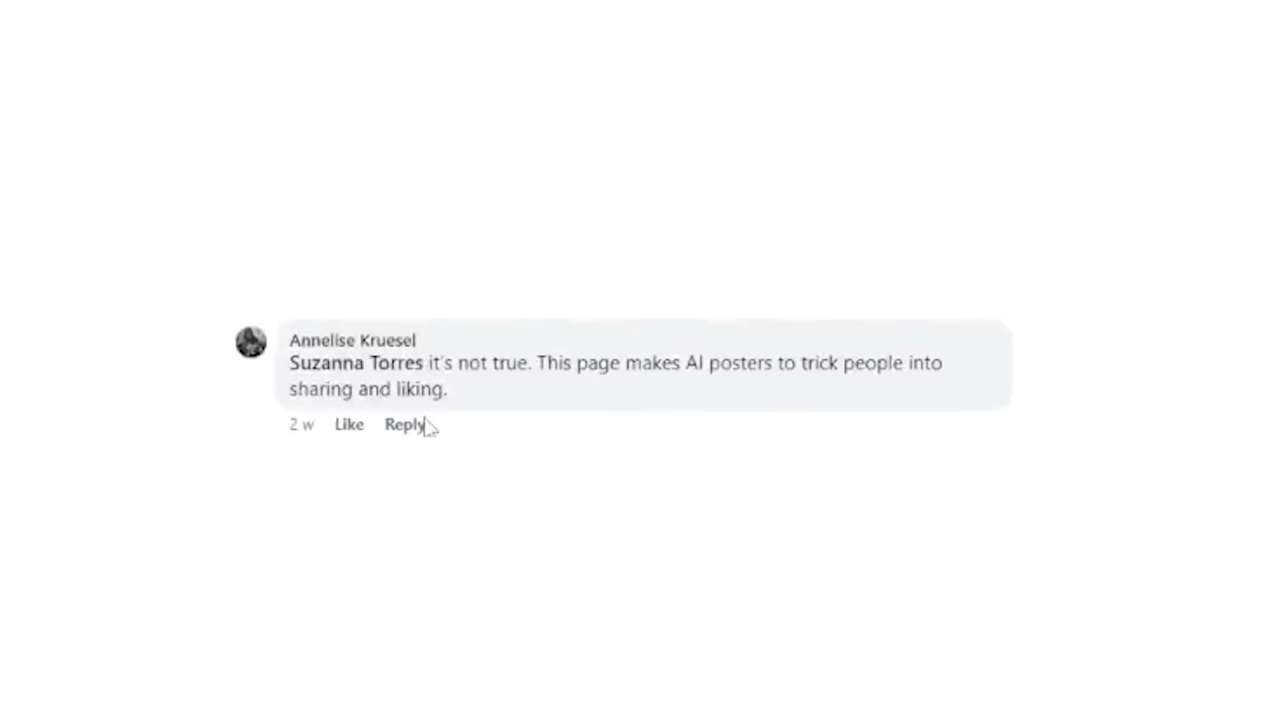 Annelise Kruesel
Suzanna Torres it's not true. This page makes AI posters to trick people into
sharing and liking.
2 w Like Reply